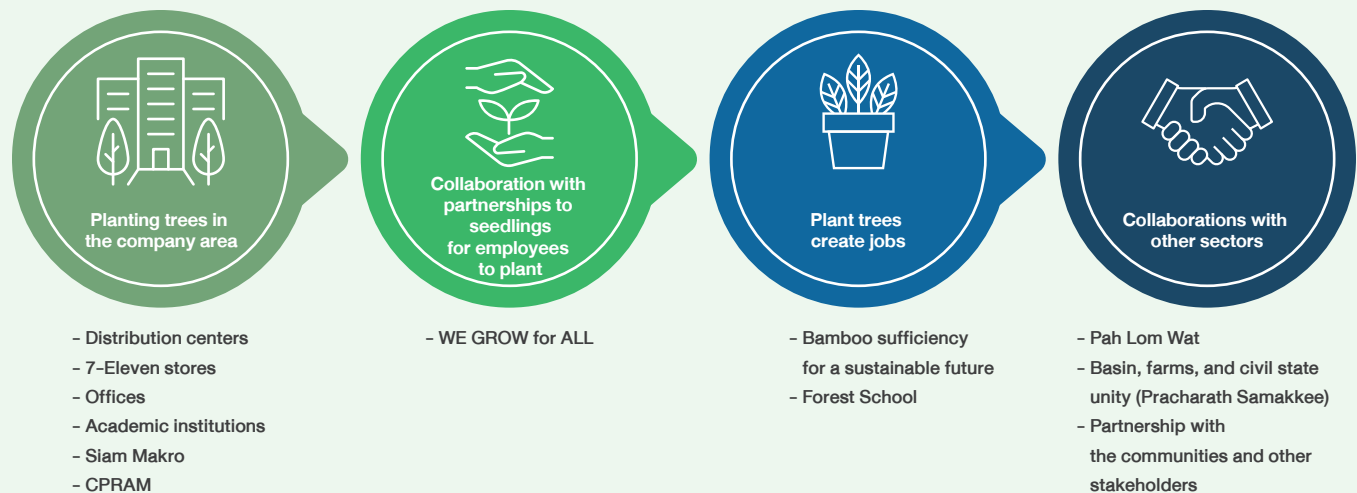 Planting trees in
the company area
Collaboration with
partnerships to
seedlings
for employees
to plant
Plant trees
create jobs
Collaborations with
other sectors
- Distribution centers
- 7-Eleven stores
- Offices
- Academic institutions
- Siam Makro
- CPRAM
- WE GROW for ALL
- Bamboo sufficiency
for a sustainable future
- Forest School
- Pah Lom Wat
- Basin, farms, and civil state
unity (Pracharath Samakkee)
- Partnership with
the communities and other
stakeholders